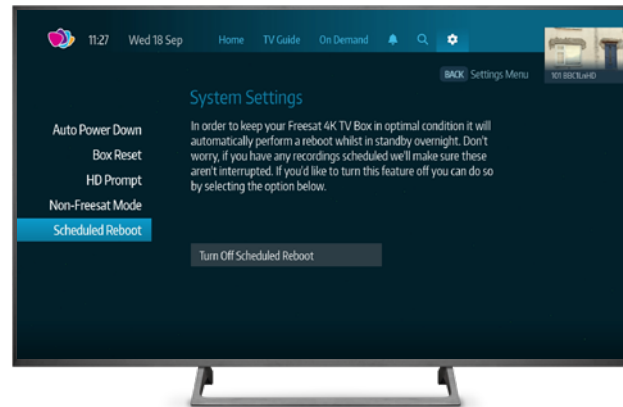 11:27 Wed 18 Sep Home TV Guide On Demand
BACK Settings Menu
101 BBC1LnHD
System Settings
Auto Power Down
Box Reset
HD Prompt
Non-Freesat Mode
Scheduled Reboot
In order to keep your Freesat 4K TV Box in optimal condition it will
automatically perform a reboot whilst in standby overnight. Don't
worry, if you have any recordings scheduled we'll make sure these
aren't interrupted. If you'd like to turn this feature off you can do so
by selecting the option below.
Turn Off Scheduled Reboot